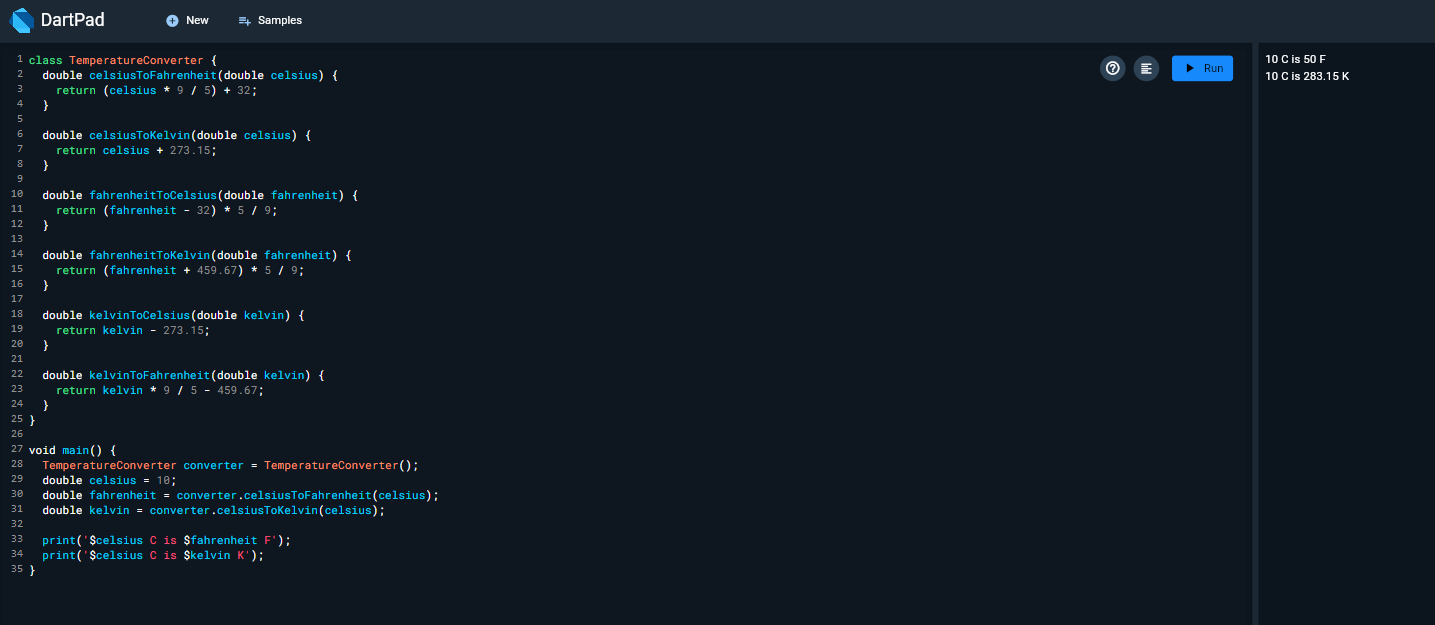 DartPad
New
Samples
1 class TemperatureConverter {
2   double celsiusToFahrenheit(double celsius) {
3     return (celsius * 9 / 5) + 32;
4   }
5
6   double celsiusToKelvin(double celsius) {
7     return celsius + 273.15;
8   }
9
10   double fahrenheitToCelsius(double fahrenheit) {
11     return (fahrenheit - 32) * 5 / 9;
12   }
13
14   double fahrenheitToKelvin(double fahrenheit) {
15     return (fahrenheit + 459.67) * 5 / 9;
16   }
17
18   double kelvinToCelsius(double kelvin) {
19     return kelvin - 273.15;
20   }
21
22   double kelvinToFahrenheit(double kelvin) {
23     return kelvin * 9 / 5 - 459.67;
24   }
25 }
26
27 void main() {
28   TemperatureConverter converter = TemperatureConverter();
29   double celsius = 10;
30   double fahrenheit = converter.celsiusToFahrenheit(celsius);
31   double kelvin = converter.celsiusToKelvin(celsius);
32
33   print('$celsius C is $fahrenheit F');
34   print('$celsius C is $kelvin K');
35 }
Run
10 C is 50 F
10 C is 283.15 K